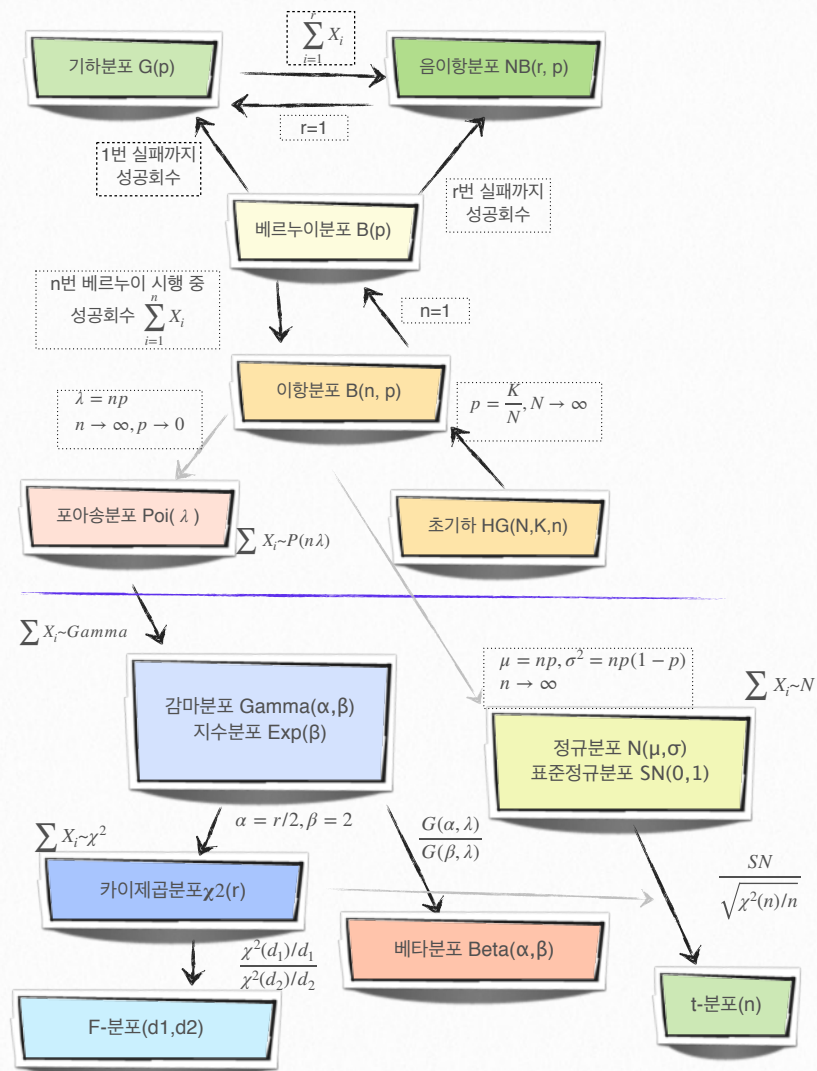 기하분포 G(p)
∑_{i=1}^{r} X_i
음이항분포 NB(r, p)
r=1
1번 실패까지
성공회수
r번 실패까지
성공회수
베르누이분포 B(p)
n번 베르누이 시행 중
성공회수 ∑_{i=1}^{n} X_i
n=1
이항분포 B(n, p)
λ = np
n → ∞, p → 0
p = K/N, N → ∞
포아송분포 Poi( λ )
∑ X_i~P(nλ)
초기하 HG(N,K,n)
∑ X_i~Gamma
감마분포 Gamma(α,β)
지수분포 Exp(β)
μ = np, σ² = np(1 − p)
n → ∞
∑ X_i~N
정규분포 N(μ,σ)
표준정규분포 SN(0,1)
∑ X_i~χ²
α = r/2, β = 2
G(α, λ)
G(β, λ)
SN
√χ²(n)/n
카이제곱분포χ2(r)
χ²(d₁)/d₁
χ²(d₂)/d₂
베타분포 Beta(α,β)
F-분포(d1,d2)
t-분포(n)